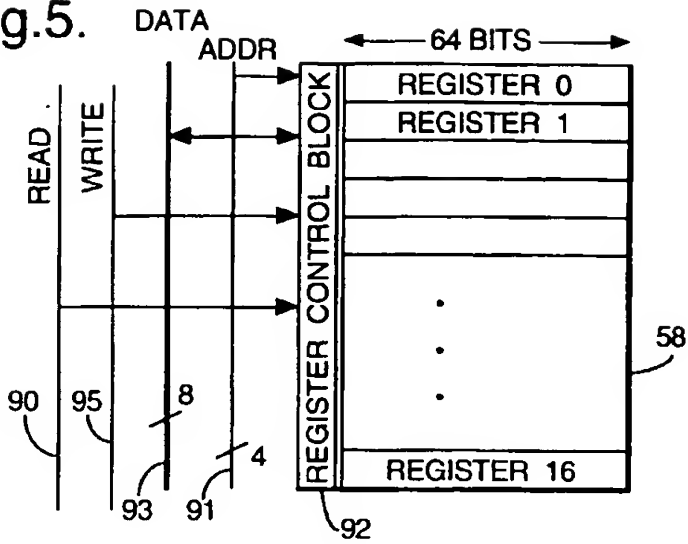 g.5.
DATA
ADDR
64 BITS
READ
WRITE
REGISTER CONTROL BLOCK
REGISTER 0
REGISTER 1
58
90
95
8
4
REGISTER 16
93
91
92